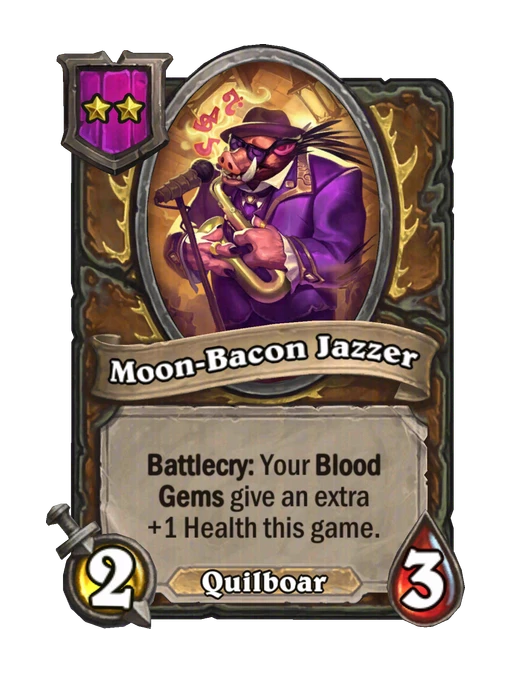 Moon-Bacon Jazzer
Battlecry: Your Blood
Gems give an extra
+1 Health this game.
2
Quilboar
3